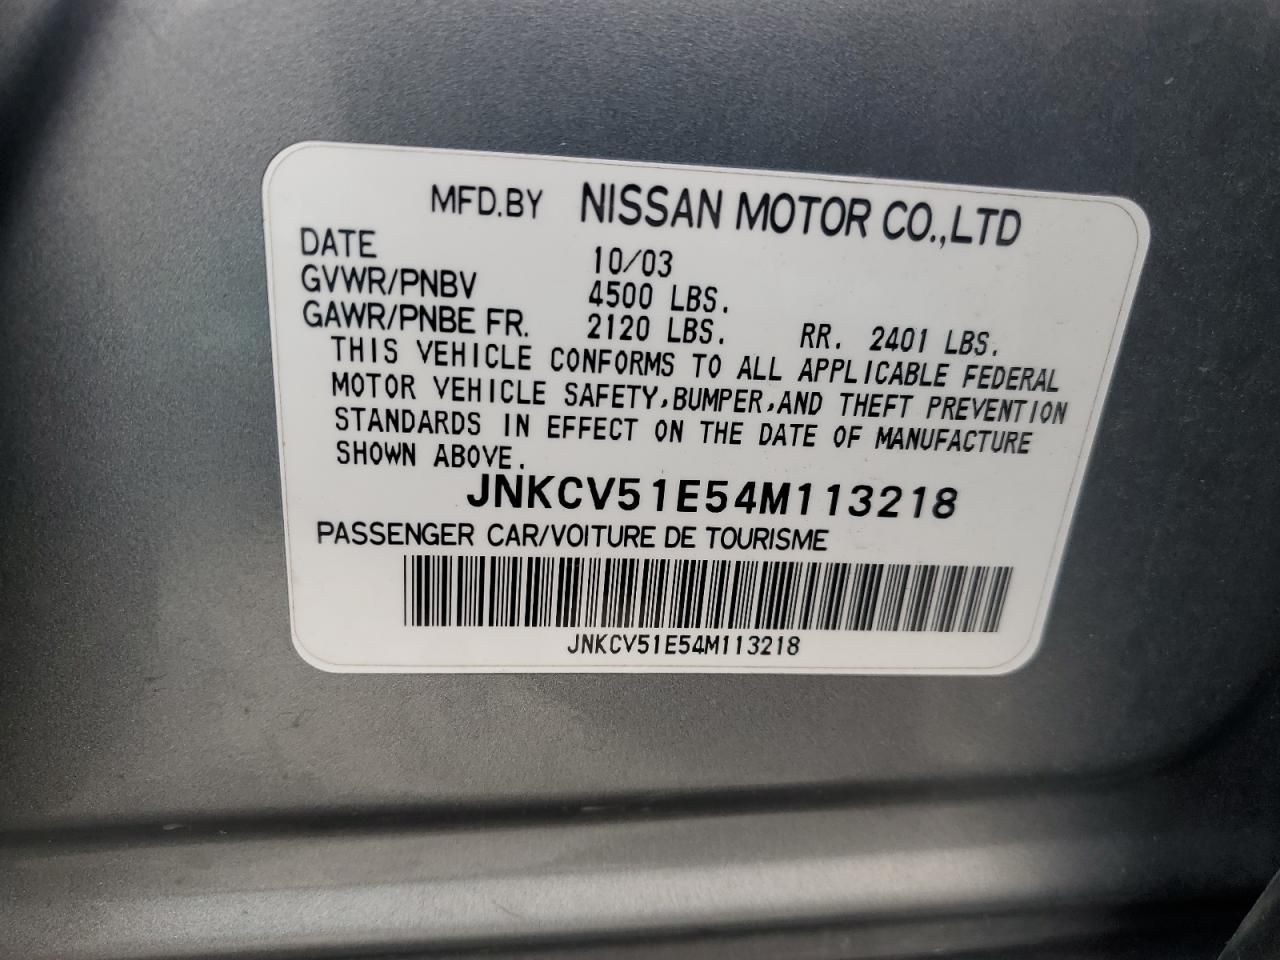 MFD.BY NISSAN MOTOR CO.,LTD
DATE 10/03
GVWR/PNBV 4500 LBS.
GAWR/PNBE FR. 2120 LBS. RR. 2401 LBS.
THIS VEHICLE CONFORMS TO ALL APPLICABLE FEDERAL
MOTOR VEHICLE SAFETY,BUMPER,AND THEFT PREVENTION
STANDARDS IN EFFECT ON THE DATE OF MANUFACTURE
SHOWN ABOVE.
JNKCV51E54M113218
PASSENGER CAR/VOITURE DE TOURISME
JNKCV51E54M113218